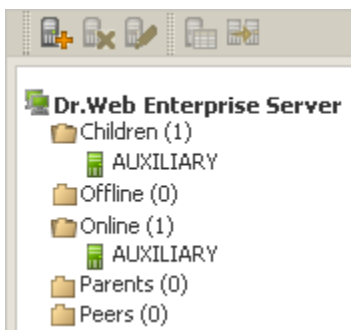 Dr.Web Enterprise Server
Children (1)
AUXILIARY
Offline (0)
Online (1)
AUXILIARY
Parents (0)
Peers (0)